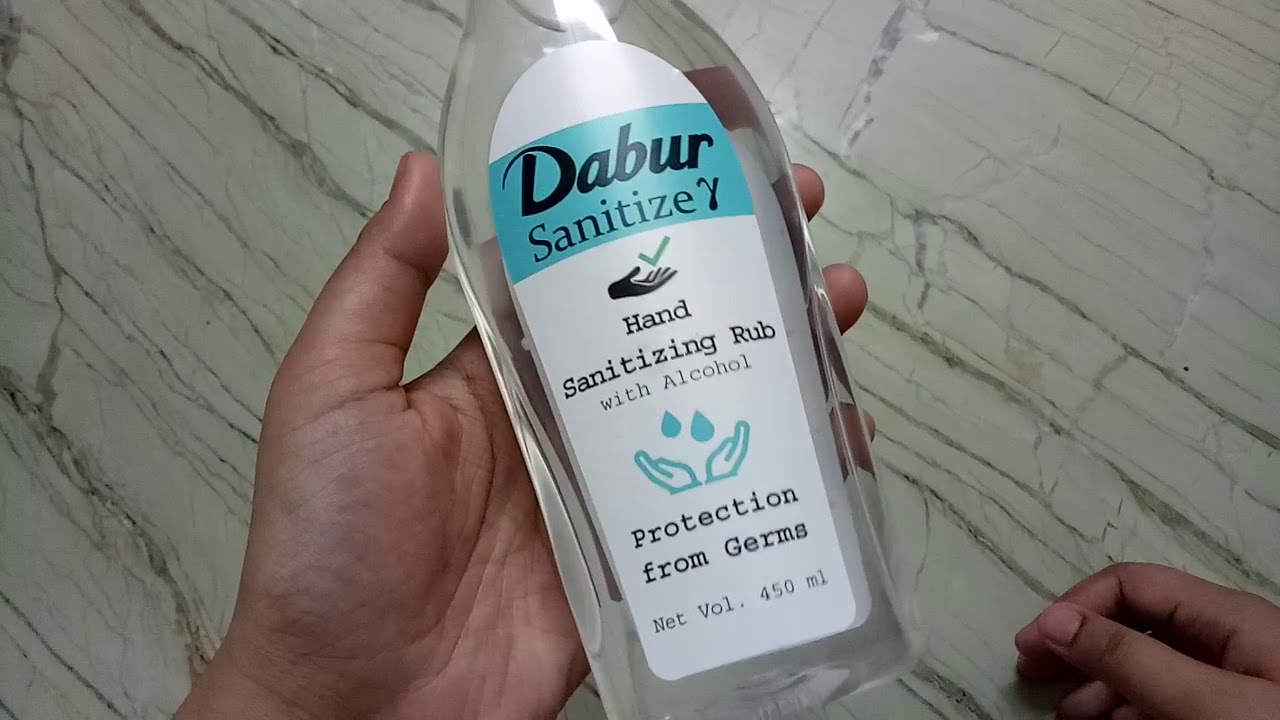 Dabur
Sanitizeγ
Hand
Sanitizing Rub
with Alcohol
Protection
from Germs
Net Vol. 450 ml